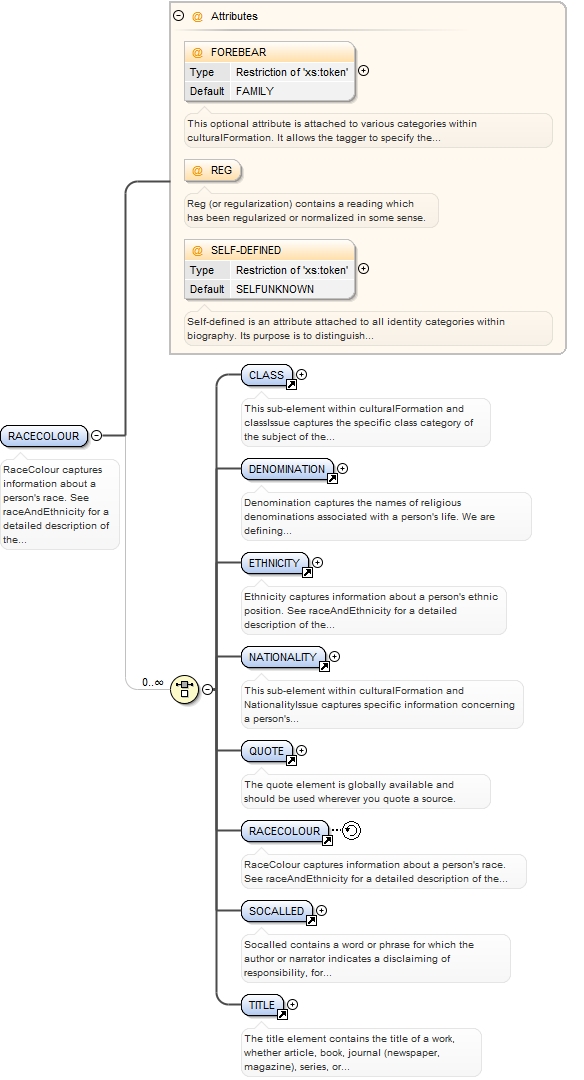 Attributes
FOREBEAR
Type Restriction of 'xs:token'
Default FAMILY
This optional attribute is attached to various categories within
culturalFormation. It allows the tagger to specify the...
REG
Reg (or regularization) contains a reading which
has been regularized or normalized in some sense.
SELF-DEFINED
Type Restriction of 'xs:token'
Default SELFUNKNOWN
Self-defined is an attribute attached to all identity categories within
biography. Its purpose is to distinguish...
RACECOLOUR
RaceColour captures
information about a
person's race. See
raceAndEthnicity for a
detailed description of
the...
0..∞
CLASS
This sub-element within culturalFormation and
classIssue captures the specific class category of
the subject of the...
DENOMINATION
Denomination captures the names of religious
denominations associated with a person's life. We are
defining...
ETHNICITY
Ethnicity captures information about a person's ethnic
position. See raceAndEthnicity for a detailed
description of the...
NATIONALITY
This sub-element within culturalFormation and
NationalityIssue captures specific information concerning
a person's...
QUOTE
The quote element is globally available and
should be used wherever you quote a source.
RACECOLOUR
RaceColour captures information about a person's race.
See raceAndEthnicity for a detailed description of the...
SOCALLED
Socalled contains a word or phrase for which the
author or narrator indicates a disclaiming of
responsibility, for...
TITLE
The title element contains the title of a work,
whether article, book, journal (newspaper,
magazine), series, or...